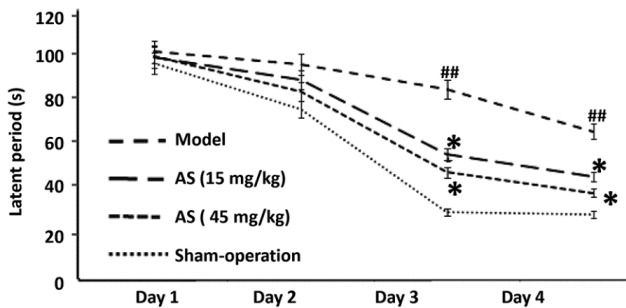 120
100
80
60
40
20
0
Latent period (s)
##
##
*
*
*
*
Model
AS (15 mg/kg)
AS ( 45 mg/kg)
Sham-operation
Day 1
Day 2
Day 3
Day 4